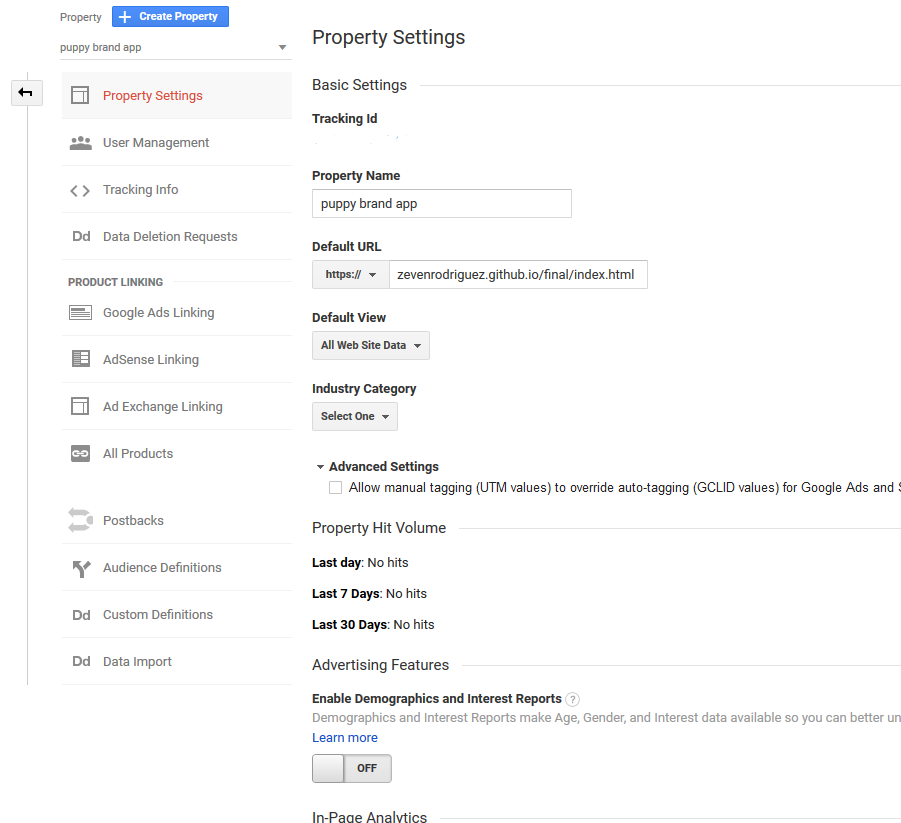 Property
+ Create Property
puppy brand app
Property Settings
User Management
Tracking Info
Dd Data Deletion Requests
PRODUCT LINKING
Google Ads Linking
AdSense Linking
Ad Exchange Linking
All Products
Postbacks
Audience Definitions
Dd Custom Definitions
Dd Data Import
Property Settings
Basic Settings
Tracking Id
Property Name
puppy brand app
Default URL
https:// zevenrodriguez.github.io/final/index.html
Default View
All Web Site Data
Industry Category
Select One
Advanced Settings
Allow manual tagging (UTM values) to override auto-tagging (GCLID values) for Google Ads and
Property Hit Volume
Last day: No hits
Last 7 Days: No hits
Last 30 Days: No hits
Advertising Features
Enable Demographics and Interest Reports ?
Demographics and Interest Reports make Age, Gender, and Interest data available so you can better
Learn more
OFF
In-Page Analytics